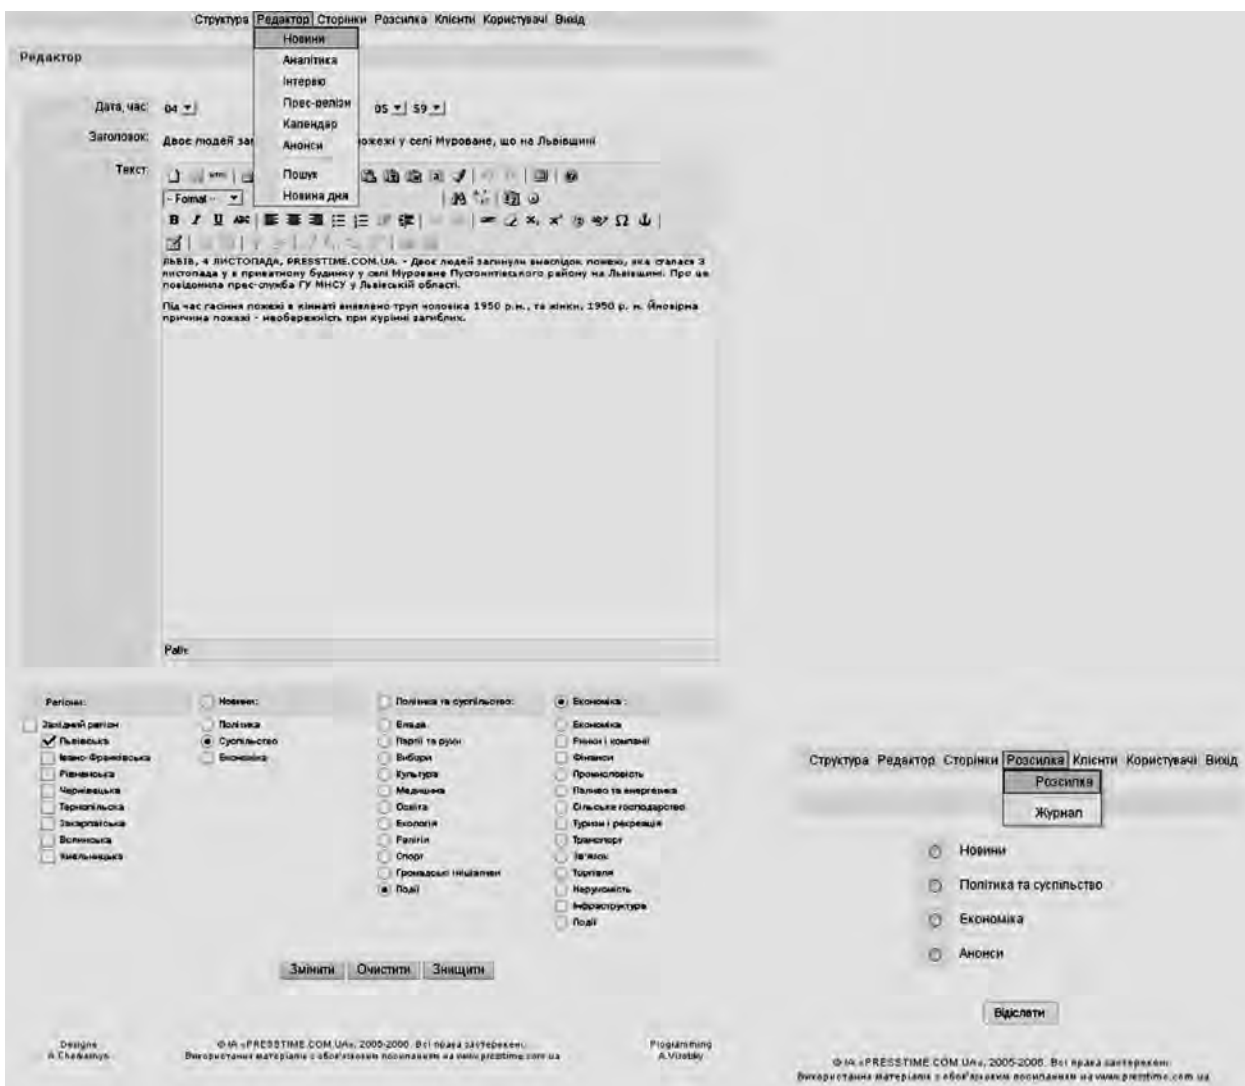 Структура Редактор Сторінки Розсилка Клієнти Користувачі Вихід
Новини
Редактор
Аналітика
Інтервю
Дата, час: 04 Прес-релізи 05 59
Календар
Заголовок: Двоє людей заг ожежі у селі Муроване, що на Львівщині
Анонси
Текст
Пошук
-- Format --
Новина дня
B I U ABC
ЛЬВІВ, 4 ЛИСТОПАДА, PRESSTIME.COM.UA. - Двоє людей загинули внаслідок пожежі, яка сталася 3
листопада у в приватному будинку у селі Муроване Пустомитівського району на Львівщині. Про це
повідомила прес-служба ГУ МНСУ у Львівській області.
Під час гасіння пожежі в кімнаті виявлено труп чоловіка 1950 р.н., та жінки, 1950 р. н. Ймовірна
причина пожежі - необережність при курінні загиблих.
Path:
Регіони:
Західний регіон
Львівська
Івано-Франківська
Рівненська
Чернівецька
Тернопільска
Закарпатська
Волинська
Хмельницька
Новини:
Політика
Суспільство
Економіка
Політика та суспільство:
Влада
Партії та рухи
Вибори
Культура
Медицина
Освіта
Екологія
Релігія
Спорт
Громадські ініціативи
Події
Економіка :
Економіка
Ринки і компанії
Фінанси
Промисловість
Паливо та енергетика
Сільське господарство
Туризм і рекреація
Транспорт
Зв'язок
Торгівля
Нерухомість
Інфраструктура
Події
Змінити Очистити Знищити
Designe
© ІА «PRESSTIME.COM.UA», 2005-2006. Всі права застережені.
Використання матеріалів з обов'язковим посиланням на www.presstime.com.ua
Programming
Структура Редактор Сторінки Розсилка Клієнти Користувачі Вихід
Розсилка
Журнал
Новини
Політика та суспільство
Економіка
Анонси
Відіслати
© ІА «PRESSTIME.COM.UA», 2005-2006. Всі права застережені.
Використання матеріалів з обов'язковим посиланням на www.presstime.com.ua